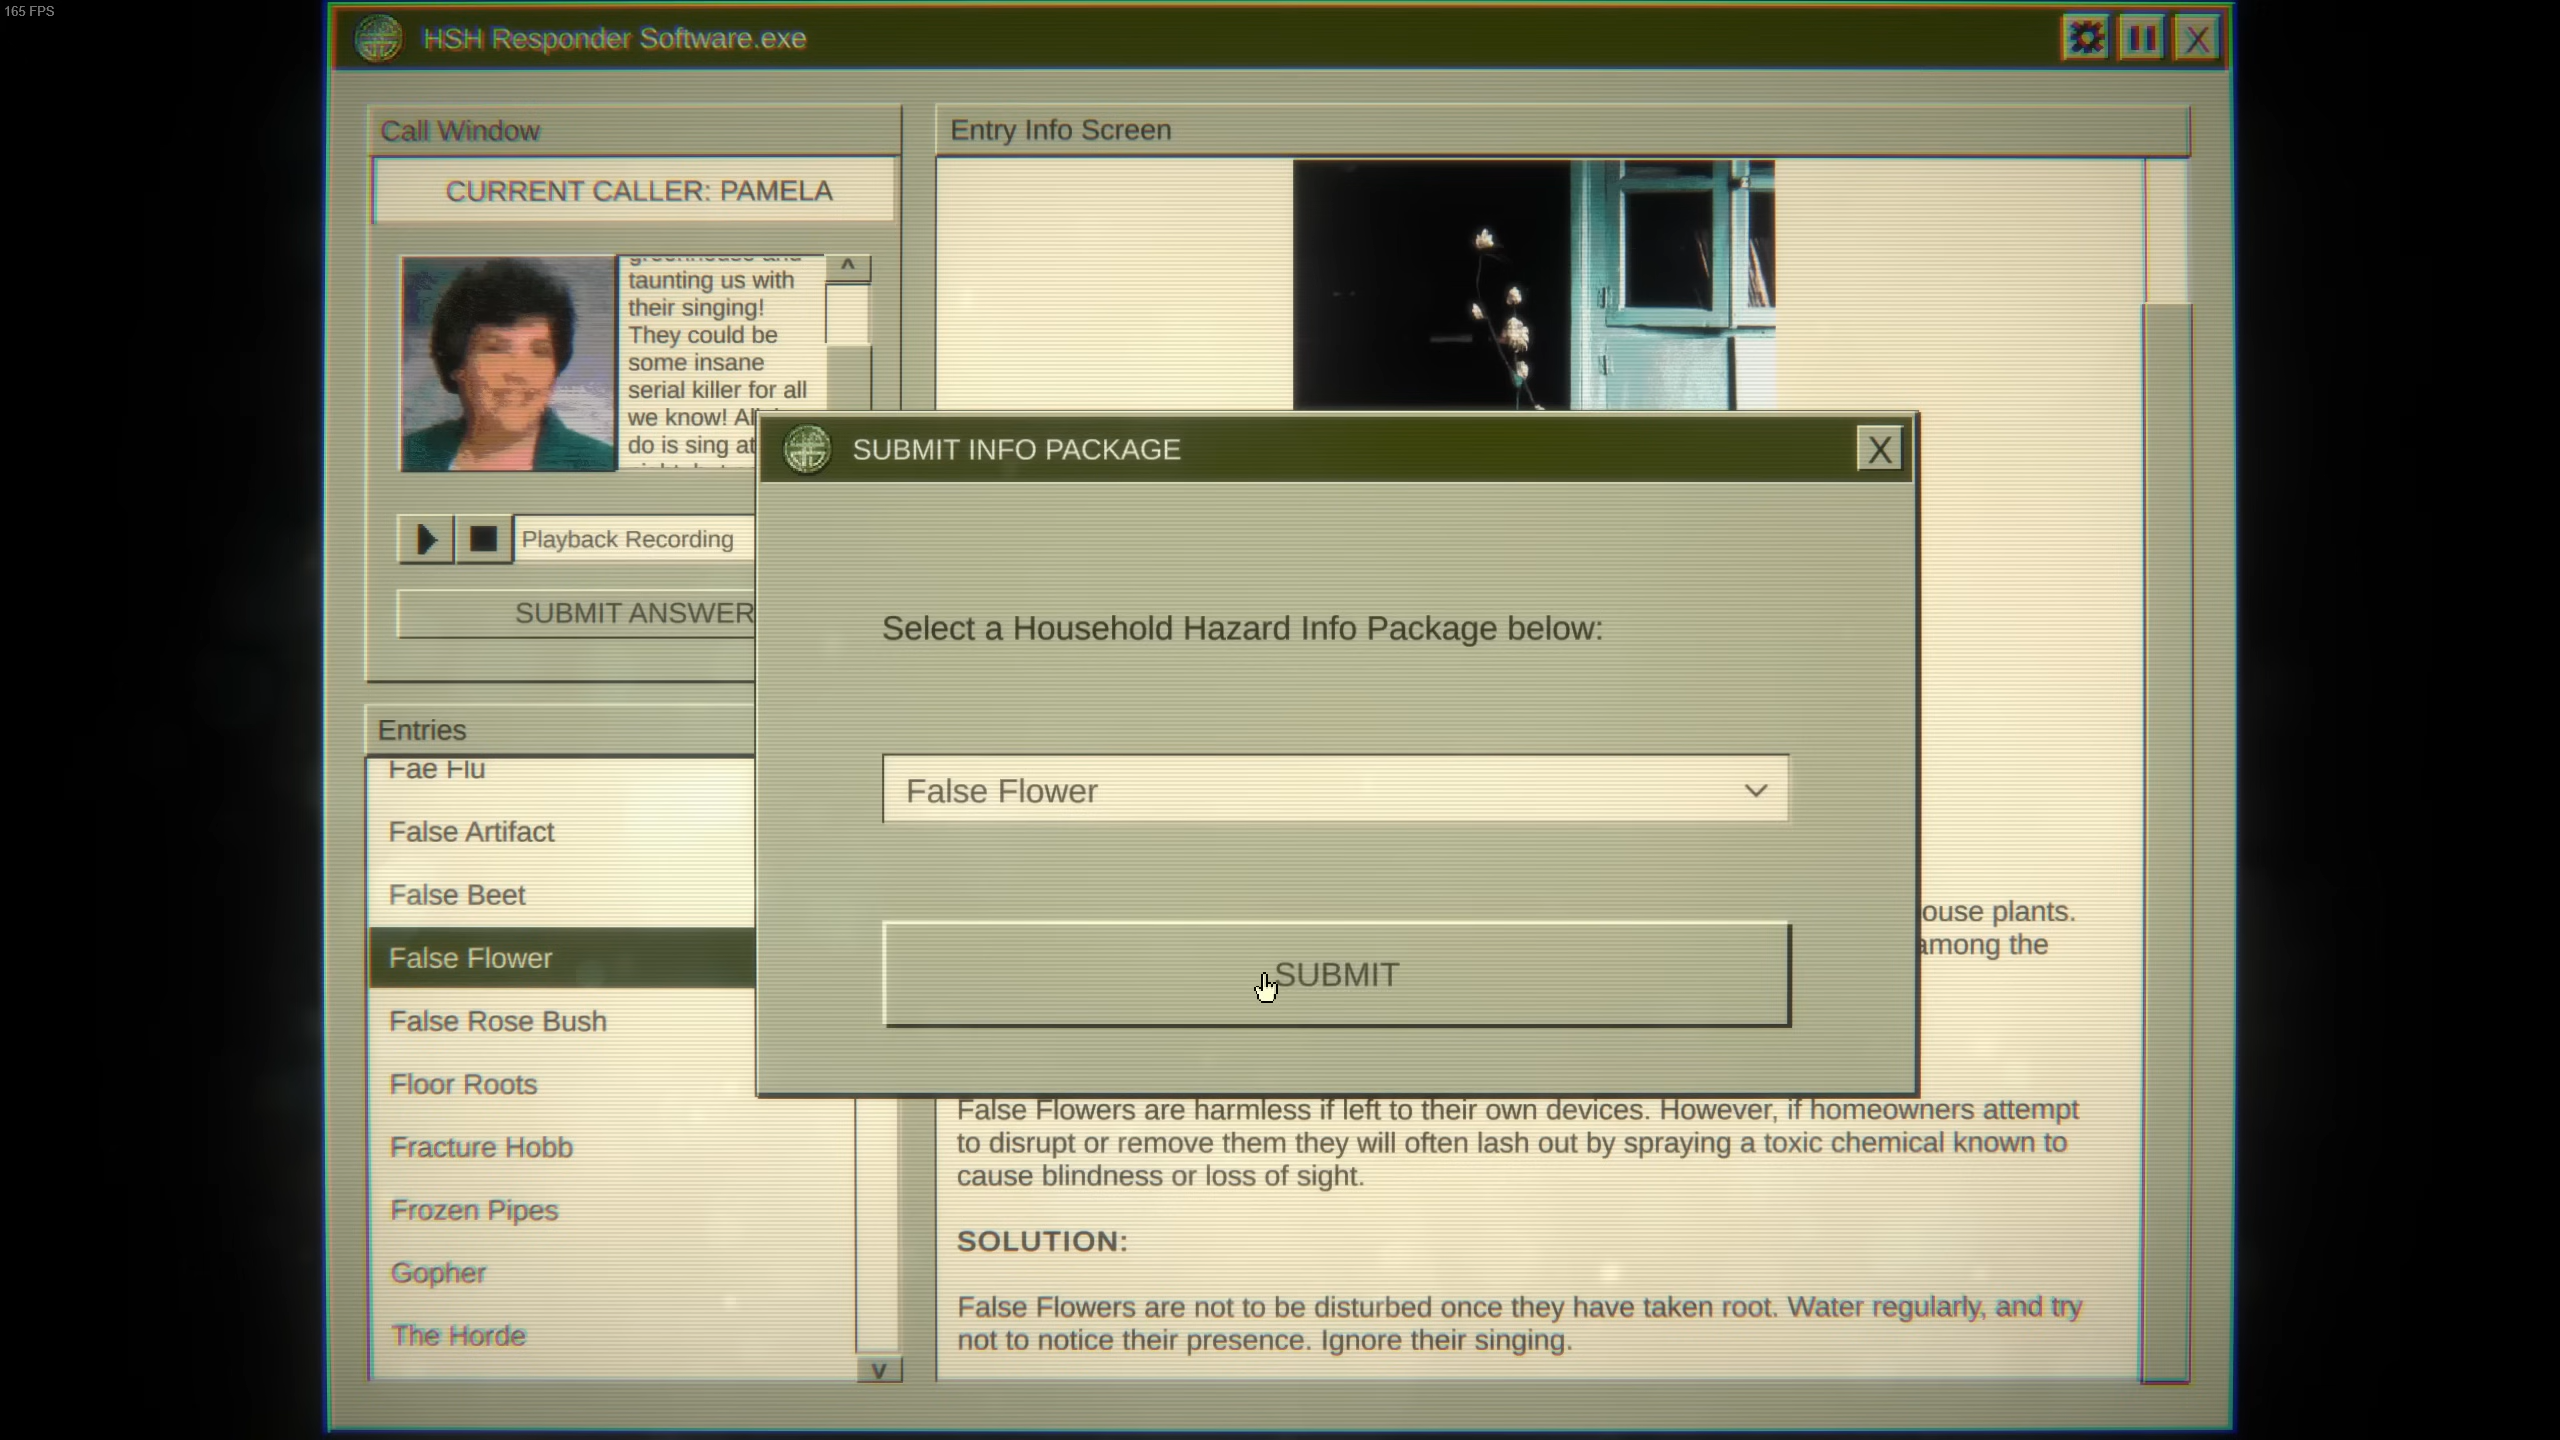 165 FPS
HSH Responder Software.exe
X
Call Window
CURRENT CALLER: PAMELA
greenhouse and
taunting us with
their singing!
They could be
some insane
serial killer for all
we know!
do is sing at
Playback Recording
SUBMIT ANSWER
Entries
Fae Flu
False Artifact
False Beet
False Flower
False Rose Bush
Floor Roots
Fracture Hobb
Frozen Pipes
Gopher
The Horde
Entry Info Screen
SUBMIT INFO PACKAGE
X
Select a Household Hazard Info Package below:
False Flower
SUBMIT
plants.
among the
False Flowers are harmless if left to their own devices. However, if homeowners attempt
to disrupt or remove them they will often lash out by spraying a toxic chemical known to
cause blindness or loss of sight.
SOLUTION:
False Flowers are not to be disturbed once they have taken root. Water regularly, and try
not to notice their presence. Ignore their singing.